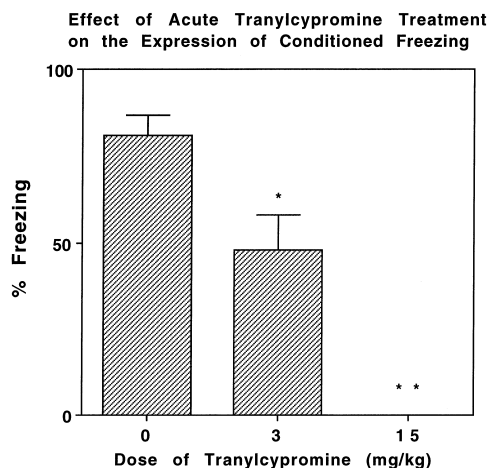 Effect of Acute Tranylcypromine Treatment
on the Expression of Conditioned Freezing
100
50
0
% Freezing
*
* *
0 3 15
Dose of Tranylcypromine (mg/kg)